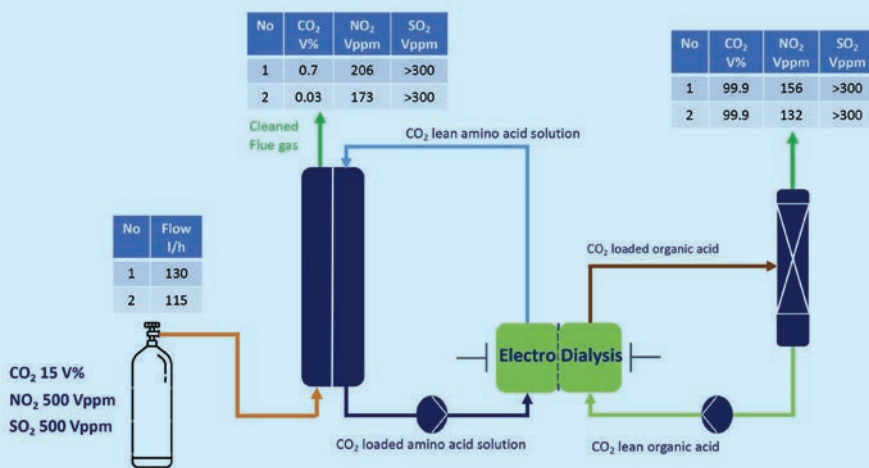 No CO₂ V% NO₂ Vppm SO₂ Vppm
1 0.7 206 >300
2 0.03 173 >300
No CO₂ V% NO₂ Vppm SO₂ Vppm
1 99.9 156 >300
2 99.9 132 >300
Cleaned
Flue gas
CO₂ lean amino acid solution
No Flow l/h
1 130
2 115
CO₂ loaded organic acid
Electro Dialysis
CO₂ 15 V%
NO₂ 500 Vppm
SO₂ 500 Vppm
CO₂ loaded amino acid solution
CO₂ lean organic acid